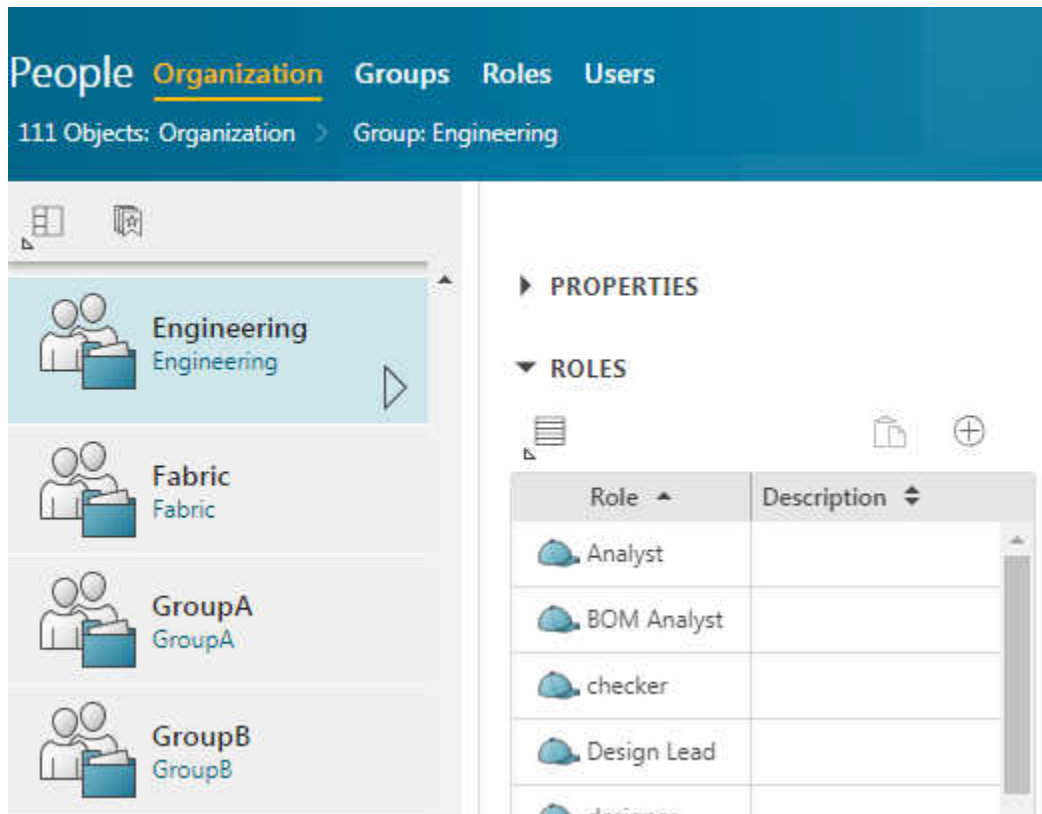 People Organization Groups Roles Users
111 Objects: Organization > Group: Engineering
Engineering
Engineering
Fabric
Fabric
GroupA
GroupA
GroupB
GroupB
PROPERTIES
ROLES
Role Description
Analyst
BOM Analyst
checker
Design Lead